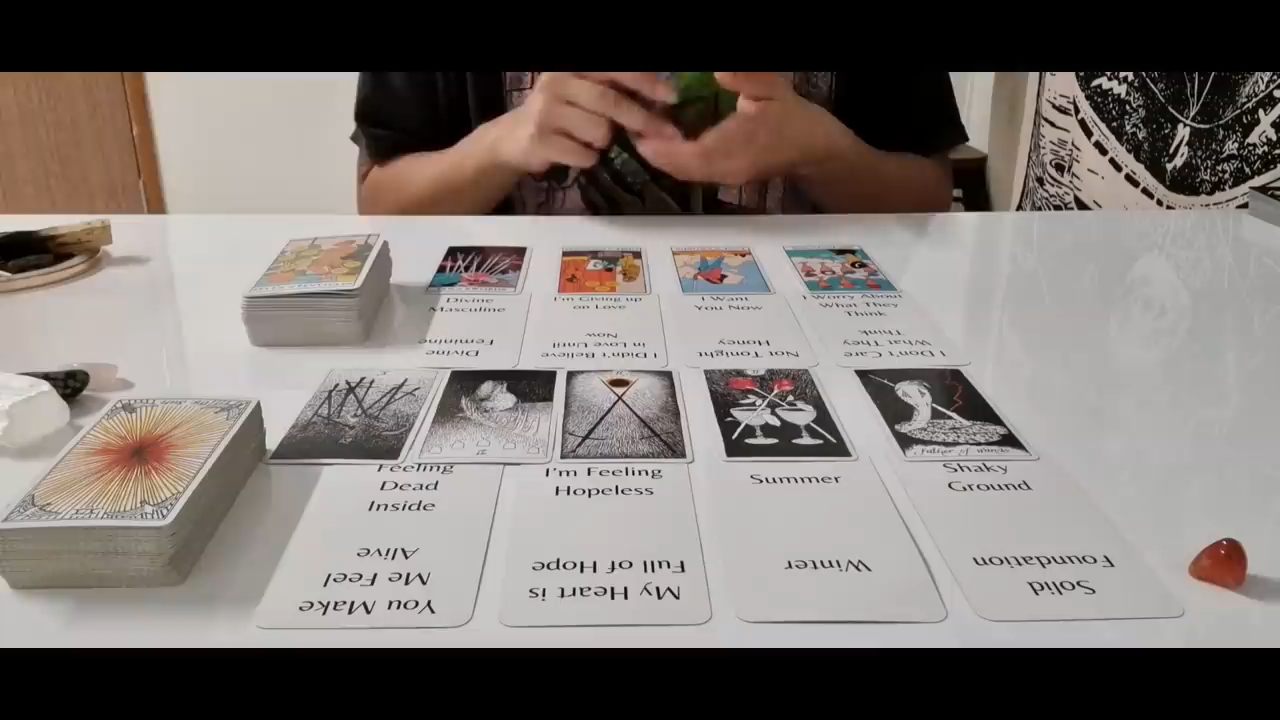 Divine
Masculine
Divine
Feminine
I'm Giving up
on Love
I Didn't Believe
in Love Until
Now
I Want
You Now
Not Tonight
Honey
I Worry About
What They
Think
I Don't Care
What They
Think
Feeling
Dead
Inside
You Make
Me Feel
Alive
I'm Feeling
Hopeless
My Heart is
Full of Hope
Summer
Winter
Father of Wands
Shaky
Ground
Solid
Foundation